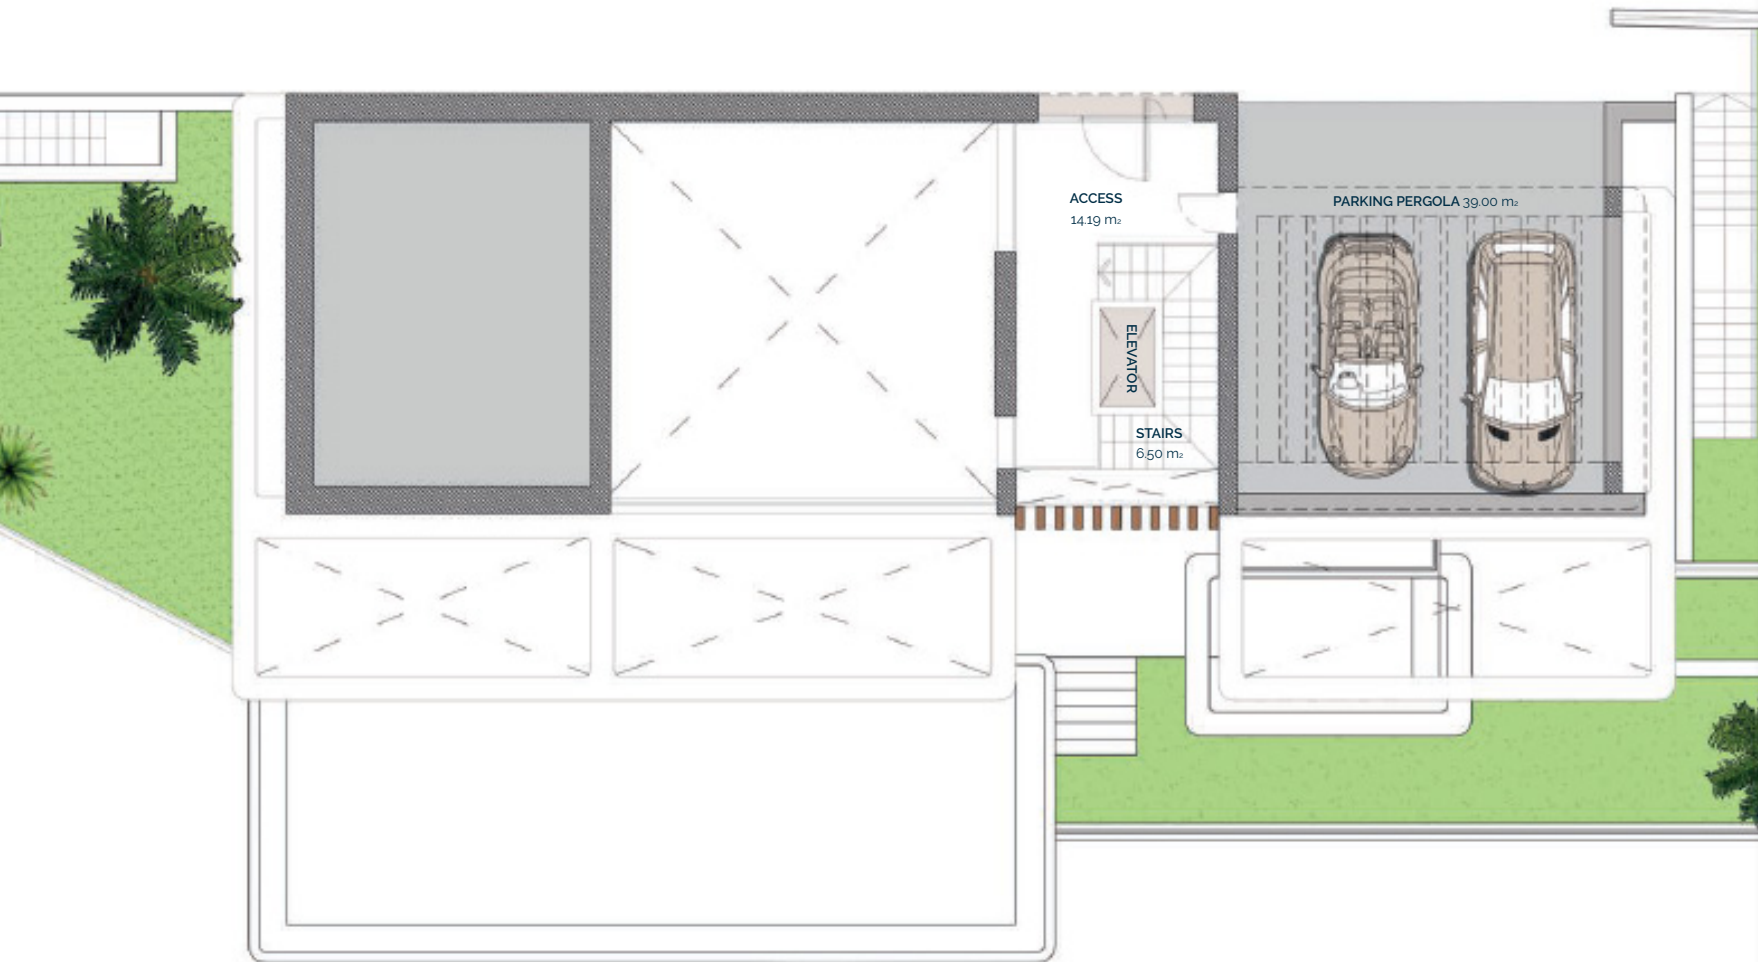 ACCESS
14.19 m²
PARKING PERGOLA 39.00 m²
ELEVATOR
STAIRS
6.50 m²